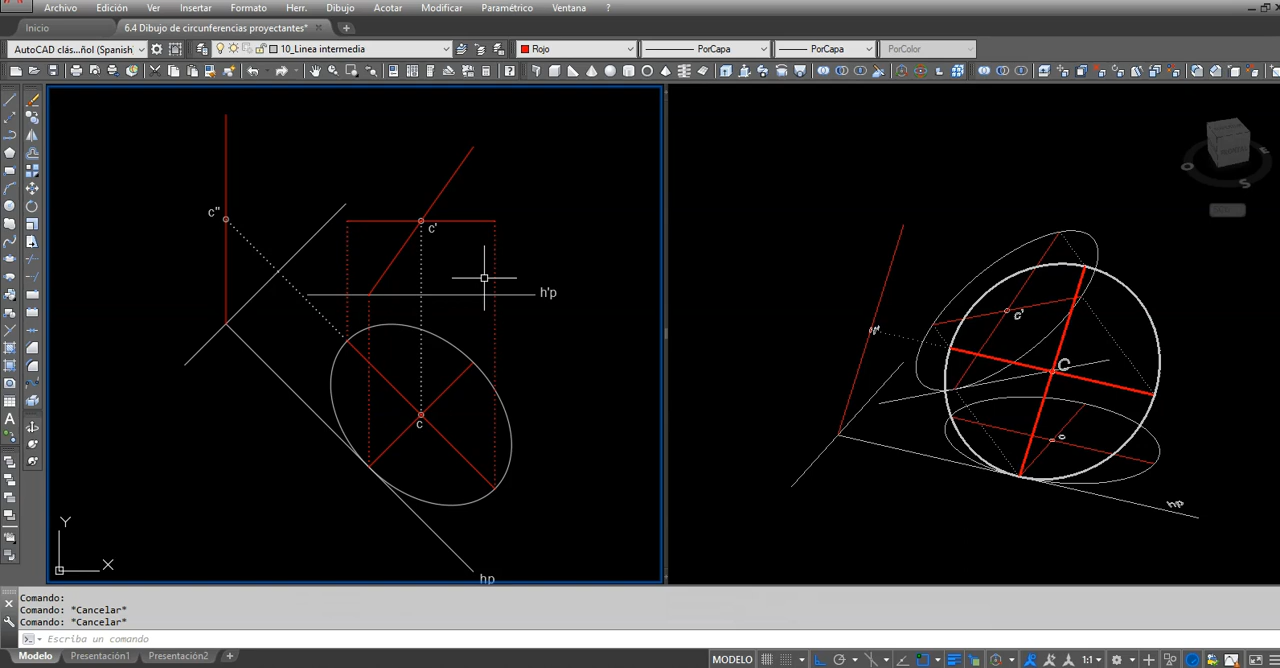 Archivo Edición Ver Insertar Formato Herr. Dibujo Acotar Modificar Paramétrico Ventana ?
Inicio 6.4 Dibujo de circunferencias proyectantes*
AutoCAD clás...ñol (Spanish) 10_Linea intermedia Rojo PorCapa PorCapa PorColor
c''
c'
h'p
c
hp
Y
X
E
O
S
c'
C
c
hp
Comando:
Comando: *Cancelar*
Comando: *Cancelar*
Escriba un comando
Modelo Presentación1 Presentación2 + MODELO 1:1